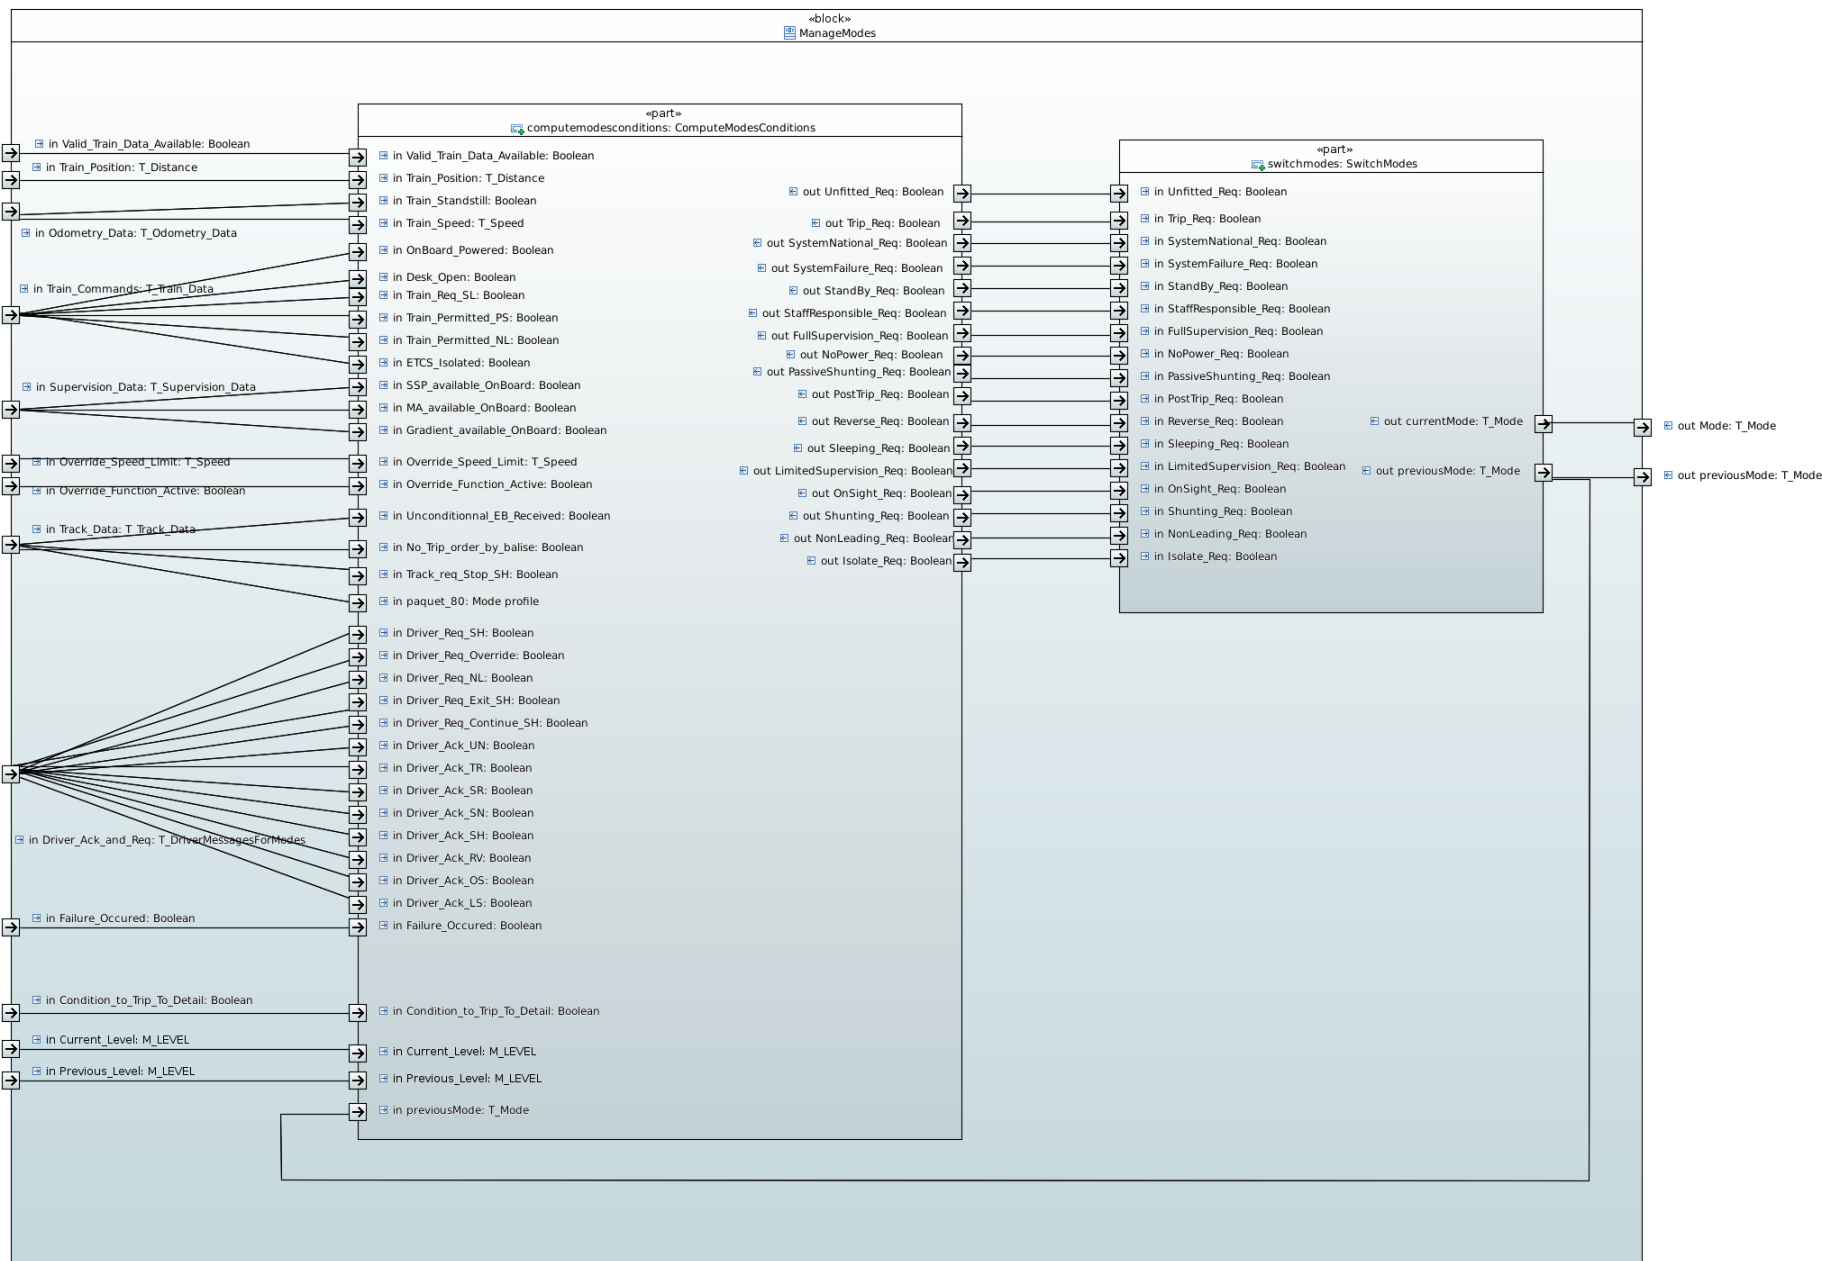 «block»
ManageModes
«part»
computemodesconditions: ComputeModesConditions
«part»
switchmodes: SwitchModes
in Valid_Train_Data_Available: Boolean
in Train_Position: T_Distance
in Odometry_Data: T_Odometry_Data
in Train_Commands: T_Train_Data
in Supervision_Data: T_Supervision_Data
in Override_Speed_Limit: T_Speed
in Override_Function_Active: Boolean
in Track_Data: T_Track_Data
in Driver_Ack_and_Req: T_DriverMessagesForModes
in Failure_Occured: Boolean
in Condition_to_Trip_To_Detail: Boolean
in Current_Level: M_LEVEL
in Previous_Level: M_LEVEL
in Valid_Train_Data_Available: Boolean
in Train_Position: T_Distance
in Train_Standstill: Boolean
in Train_Speed: T_Speed
in OnBoard_Powered: Boolean
in Desk_Open: Boolean
in Train_Req_SL: Boolean
in Train_Permitted_PS: Boolean
in Train_Permitted_NL: Boolean
in ETCS_Isolated: Boolean
in SSP_available_OnBoard: Boolean
in MA_available_OnBoard: Boolean
in Gradient_available_OnBoard: Boolean
in Override_Speed_Limit: T_Speed
in Override_Function_Active: Boolean
in Unconditionnal_EB_Received: Boolean
in No_Trip_order_by_balise: Boolean
in Track_req_Stop_SH: Boolean
in paquet_80: Mode profile
in Driver_Req_SH: Boolean
in Driver_Req_Override: Boolean
in Driver_Req_NL: Boolean
in Driver_Req_Exit_SH: Boolean
in Driver_Req_Continue_SH: Boolean
in Driver_Ack_UN: Boolean
in Driver_Ack_TR: Boolean
in Driver_Ack_SR: Boolean
in Driver_Ack_SN: Boolean
in Driver_Ack_SH: Boolean
in Driver_Ack_RV: Boolean
in Driver_Ack_OS: Boolean
in Driver_Ack_LS: Boolean
in Failure_Occured: Boolean
in Condition_to_Trip_To_Detail: Boolean
in Current_Level: M_LEVEL
in Previous_Level: M_LEVEL
in previousMode: T_Mode
out Unfitted_Req: Boolean
out Trip_Req: Boolean
out SystemNational_Req: Boolean
out SystemFailure_Req: Boolean
out StandBy_Req: Boolean
out StaffResponsible_Req: Boolean
out FullSupervision_Req: Boolean
out NoPower_Req: Boolean
out PassiveShunting_Req: Boolean
out PostTrip_Req: Boolean
out Reverse_Req: Boolean
out Sleeping_Req: Boolean
out LimitedSupervision_Req: Boolean
out OnSight_Req: Boolean
out Shunting_Req: Boolean
out NonLeading_Req: Boolean
out Isolate_Req: Boolean
in Unfitted_Req: Boolean
in Trip_Req: Boolean
in SystemNational_Req: Boolean
in SystemFailure_Req: Boolean
in StandBy_Req: Boolean
in StaffResponsible_Req: Boolean
in FullSupervision_Req: Boolean
in NoPower_Req: Boolean
in PassiveShunting_Req: Boolean
in PostTrip_Req: Boolean
in Reverse_Req: Boolean
in Sleeping_Req: Boolean
in LimitedSupervision_Req: Boolean
in OnSight_Req: Boolean
in Shunting_Req: Boolean
in NonLeading_Req: Boolean
in Isolate_Req: Boolean
out currentMode: T_Mode
out previousMode: T_Mode
out Mode: T_Mode
out previousMode: T_Mode